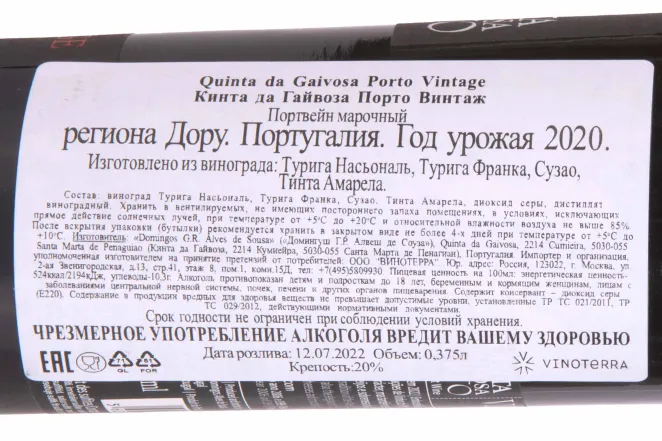 Quinta da Gaivosa Porto Vintage
Кинта да Гайвоза Порто Винтаж
Портвейн марочный
региона Дору. Португалия. Год урожая 2020.
Изготовлено из винограда: Турига Насьональ, Турига Франка, Сузао,
Тинта Амарела.
Состав: виноград Турига Насьональ, Турига Франка, Сузао, Тинта Амарела, диоксид серы, дистиллят
виноградный. Хранить в вентилируемых, не имеющих постороннего запаха помещениях, в условиях, исключающих
прямое действие солнечных лучей, при температуре от +5°С до +20°С и относительной влажности воздуха не выше 85%.
После вскрытия упаковки (бутылки) рекомендуется хранить в закрытом виде не более 4-х дней при температуре от +5°С до
+10°С. Изготовитель: «Domingos G.R. Alves de Sousa» («Домингуш Г.Р. Алвеш де Соуза»), Quinta da Gaivosa, 2214 Cumieira, 5030-055
Santa Marta de Penaguiao (Кинта да Гайвоза, 2214 Кумиейра, 5030-055 Санта Марта де Пенагиан), Португалия. Импортер и организация,
уполномоченная изготовителем на принятие претензий от потребителей: ООО "ВИНОТЕРРА". Юр. адрес: Россия, 123022, г. Москва, ул.
2-ая Звенигородская, д.13, стр.41, этаж 8, пом.1, комн.15Д, тел: +7(495)5809930 Пищевая ценность на 100мл: энергетическая ценность-
524ккал/2194кДж, углеводы-10.3г. Алкоголь противопоказан детям и подросткам до 18 лет, беременным и кормящим женщинам, лицам с
заболеваниями центральной нервной системы, почек, печени и других органов пищеварения. Содержит консервант – диоксид серы
(Е220). Содержание в продукции вредных для здоровья веществ не превышает допустимые уровни, установленные ТР ТС 021/2011, ТР
ТС 029/2012, действующими нормативными документами.
Срок годности не ограничен при соблюдении условий хранения.
ЧРЕЗМЕРНОЕ УПОТРЕБЛЕНИЕ АЛКОГОЛЯ ВРЕДИТ ВАШЕМУ ЗДОРОВЬЮ
Дата розлива: 12.07.2022 Объем: 0,375л
Крепость:20%
EAC
71
GL
81
FOR
VINOTERRA